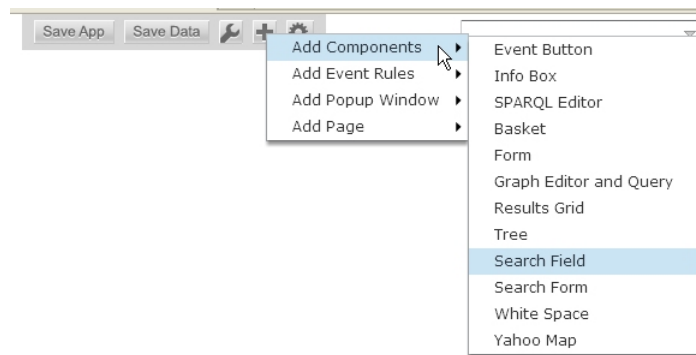 Save App Save Data
Add Components
Add Event Rules
Add Popup Window
Add Page
Event Button
Info Box
SPARQL Editor
Basket
Form
Graph Editor and Query
Results Grid
Tree
Search Field
Search Form
White Space
Yahoo Map